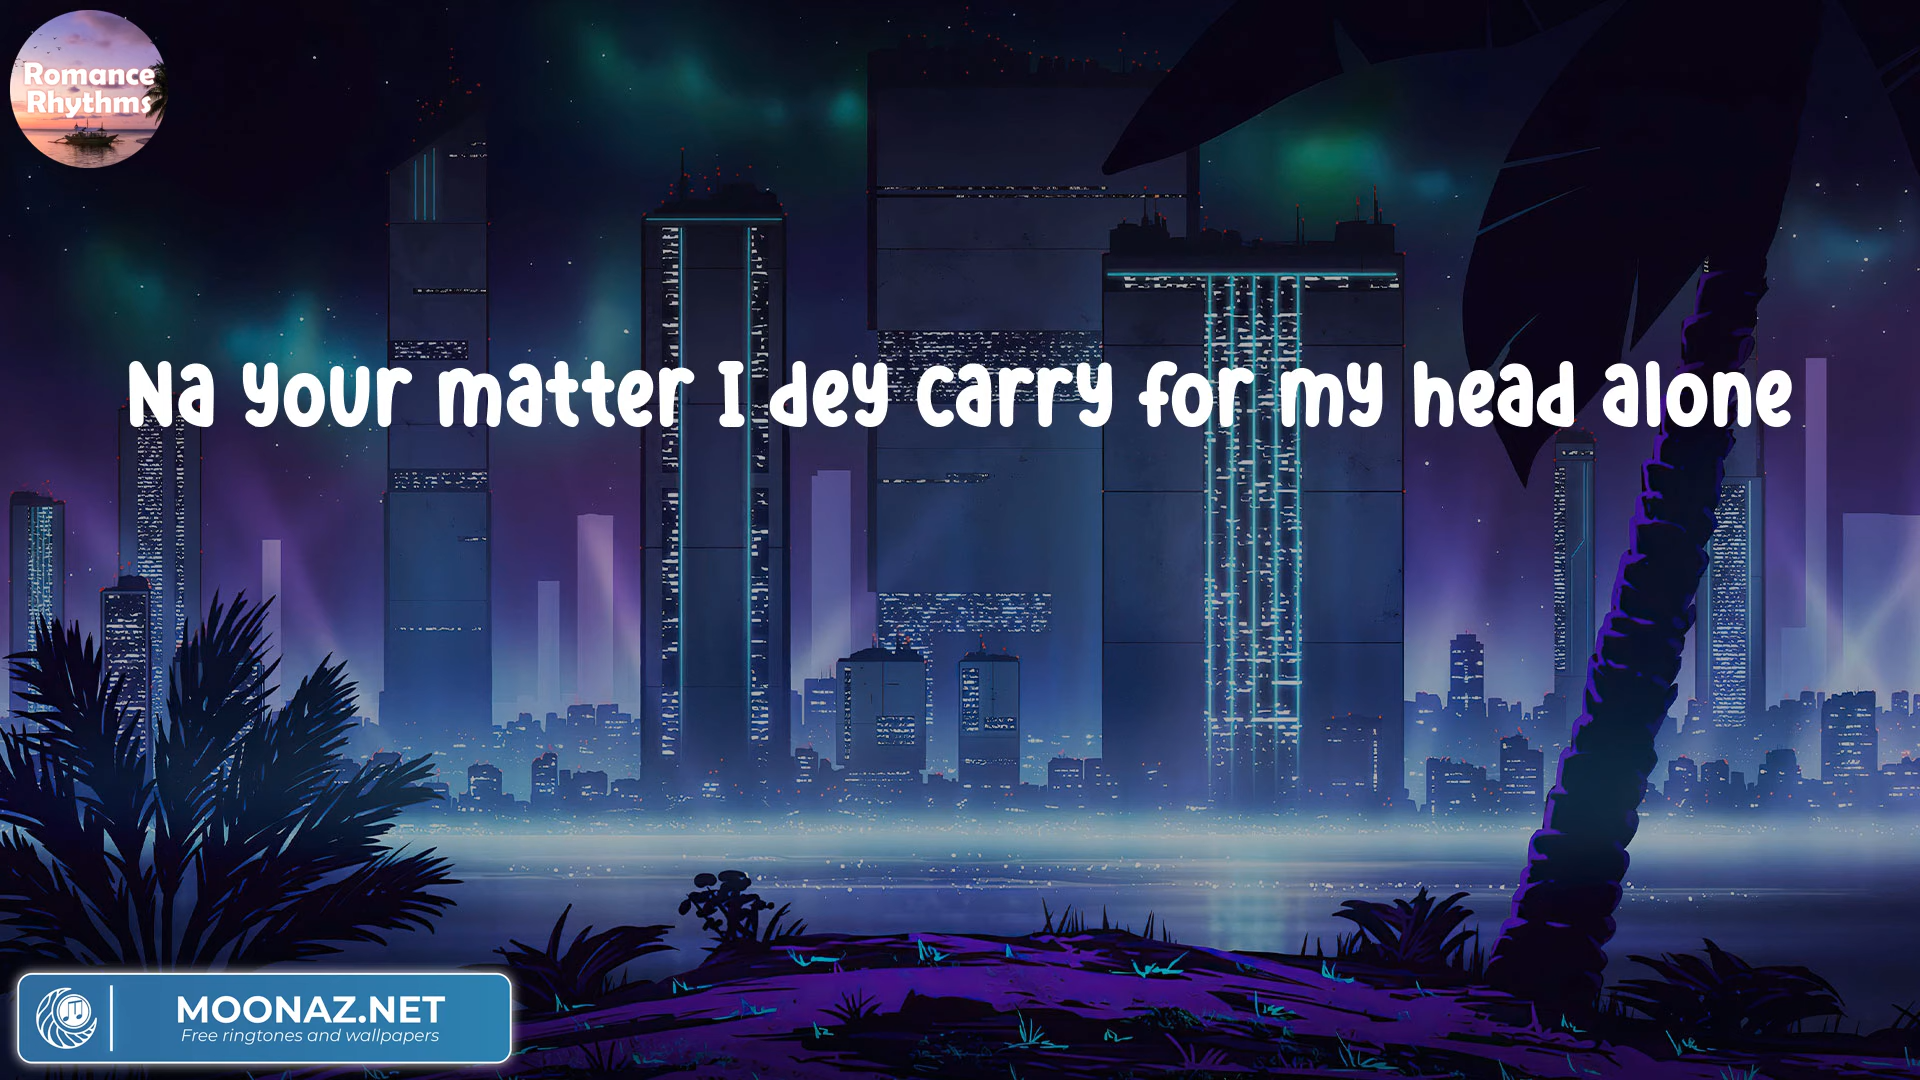 Romance
Rhythms
Na your matter I dey carry for my head alone
MOONAZ.NET
Free ringtones and wallpapers